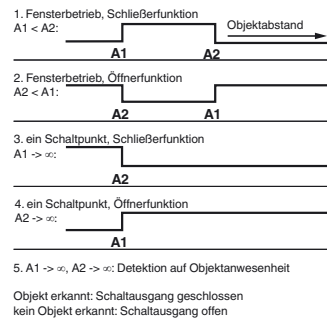 1. Fensterbetrieb, Schließerfunktion
A1 < A2:
Objektabstand
A1 A2
2. Fensterbetrieb, Öffnerfunktion
A2 < A1:
A2 A1
3. ein Schaltpunkt, Schließerfunktion
A1 -> ∞:
A2
4. ein Schaltpunkt, Öffnerfunktion
A2 -> ∞:
A1
5. A1 -> ∞, A2 -> ∞: Detektion auf Objektanwesenheit
Objekt erkannt: Schaltausgang geschlossen
kein Objekt erkannt: Schaltausgang offen